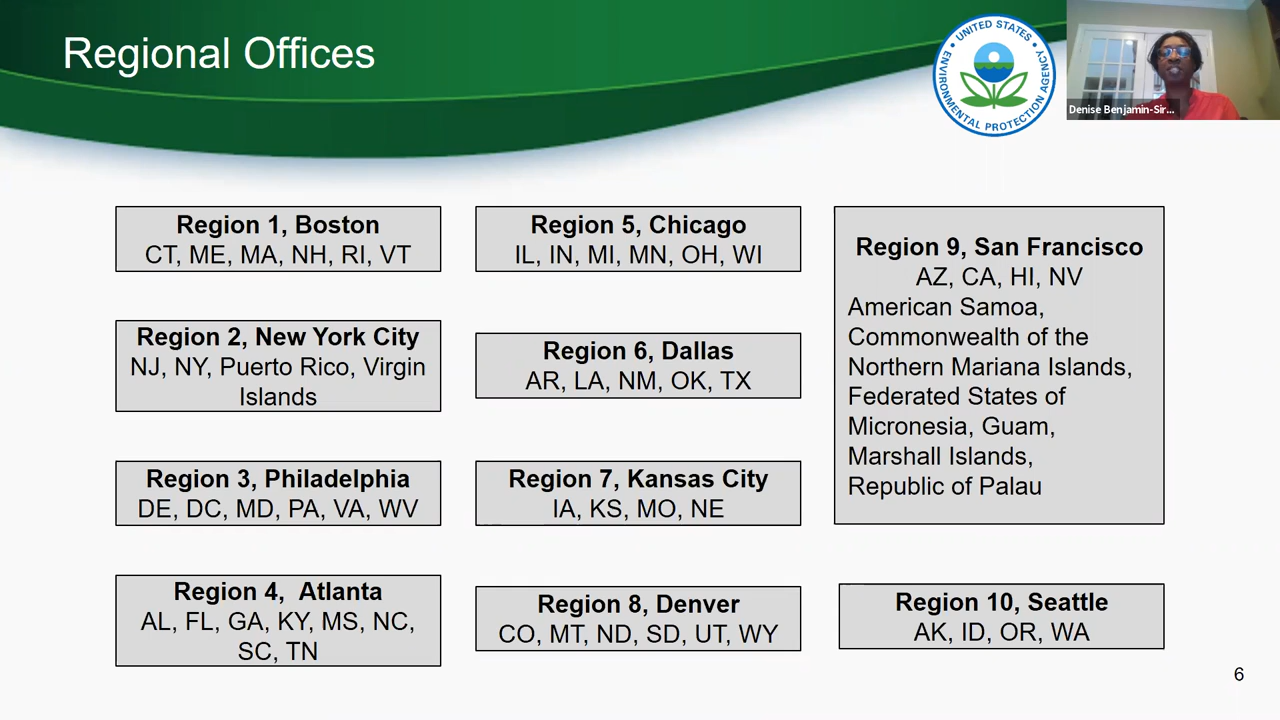 Regional Offices
UNITED STATES
ENVIRONMENTAL PROTECTION AGENCY
Denise Benjamin-Sir...
Region 1, Boston
CT, ME, MA, NH, RI, VT
Region 2, New York City
NJ, NY, Puerto Rico, Virgin
Islands
Region 3, Philadelphia
DE, DC, MD, PA, VA, WV
Region 4,  Atlanta
AL, FL, GA, KY, MS, NC,
SC, TN
Region 5, Chicago
IL, IN, MI, MN, OH, WI
Region 6, Dallas
AR, LA, NM, OK, TX
Region 7, Kansas City
IA, KS, MO, NE
Region 8, Denver
CO, MT, ND, SD, UT, WY
Region 9, San Francisco
AZ, CA, HI, NV
American Samoa,
Commonwealth of the
Northern Mariana Islands,
Federated States of
Micronesia, Guam,
Marshall Islands,
Republic of Palau
Region 10, Seattle
AK, ID, OR, WA
6